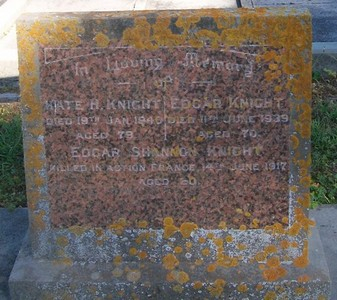 In Loving Memory
OF
KATE H. KNIGHT EDGAR KNIGHT
DIED 19TH JAN 1940 DIED 11TH JUNE 1939
AGED 79 AGED 70
EDGAR SHANNON KNIGHT
KILLED IN ACTION FRANCE, 14TH JUNE 1917
AGED 20